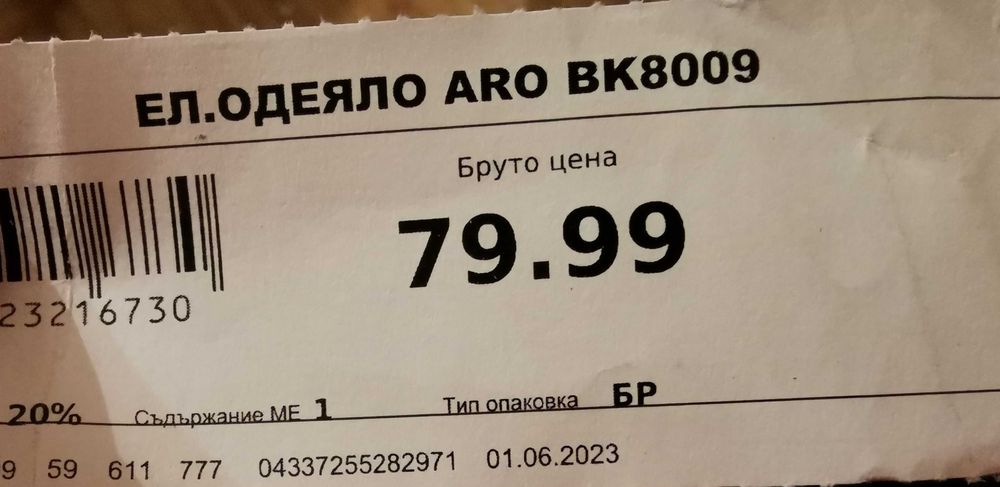 ЕЛ.ОДЕЯЛО ARO BK8009
Бруто цена
79.99
23216730
20% Съдържание ME 1 Тип опаковка БР
9 59 611 777 04337255282971 01.06.2023